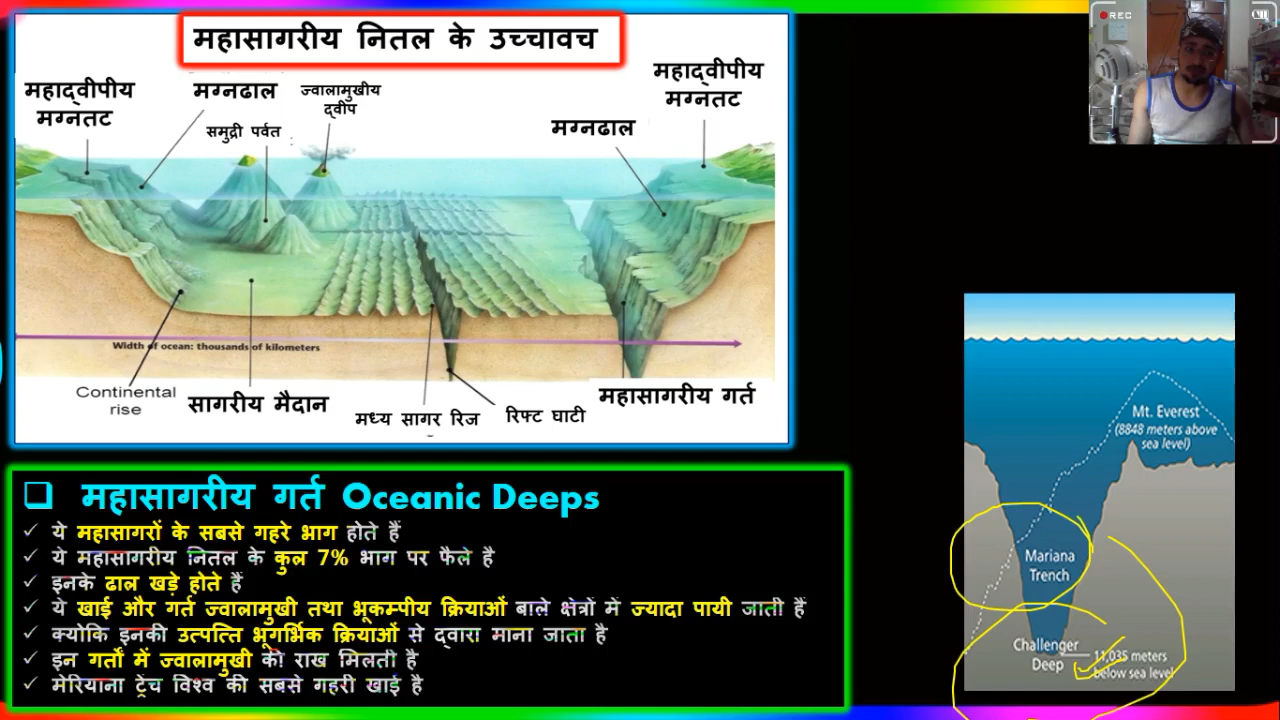 महासागरीय नितल के उच्चावच
महाद्वीपीय
मग्नतट
मग्नढाल
ज्वालामुखीय
द्वीप
समुद्री पर्वत
मग्नढाल
महाद्वीपीय
मग्नतट
Width of ocean: thousands of kilometers
Continental
rise
सागरीय मैदान
मध्य सागर रिज
रिफ्ट घाटी
महासागरीय गर्त
❑ महासागरीय गर्त Oceanic Deeps
✓ ये महासागरों के सबसे गहरे भाग होते हैं
✓ ये महासागरीय नितल के कुल 7% भाग पर फैले है
✓ इनके ढाल खड़े होते हैं
✓ ये खाई और गर्त ज्वालामुखी तथा भूकम्पीय क्रियाओं बाले क्षेत्रों में ज्यादा पायी जाती हैं
✓ क्योकि इनकी उत्पत्ति भूगर्भिक क्रियाओं से द्वारा माना जाता है
✓ इन गर्तों में ज्वालामुखी की राख मिलती है
✓ मेरियाना ट्रेंच विश्व की सबसे गहरी खाई है
REC
Mt. Everest
(8848 meters above
sea level)
Mariana
Trench
Challenger
Deep
11,035 meters
below sea level